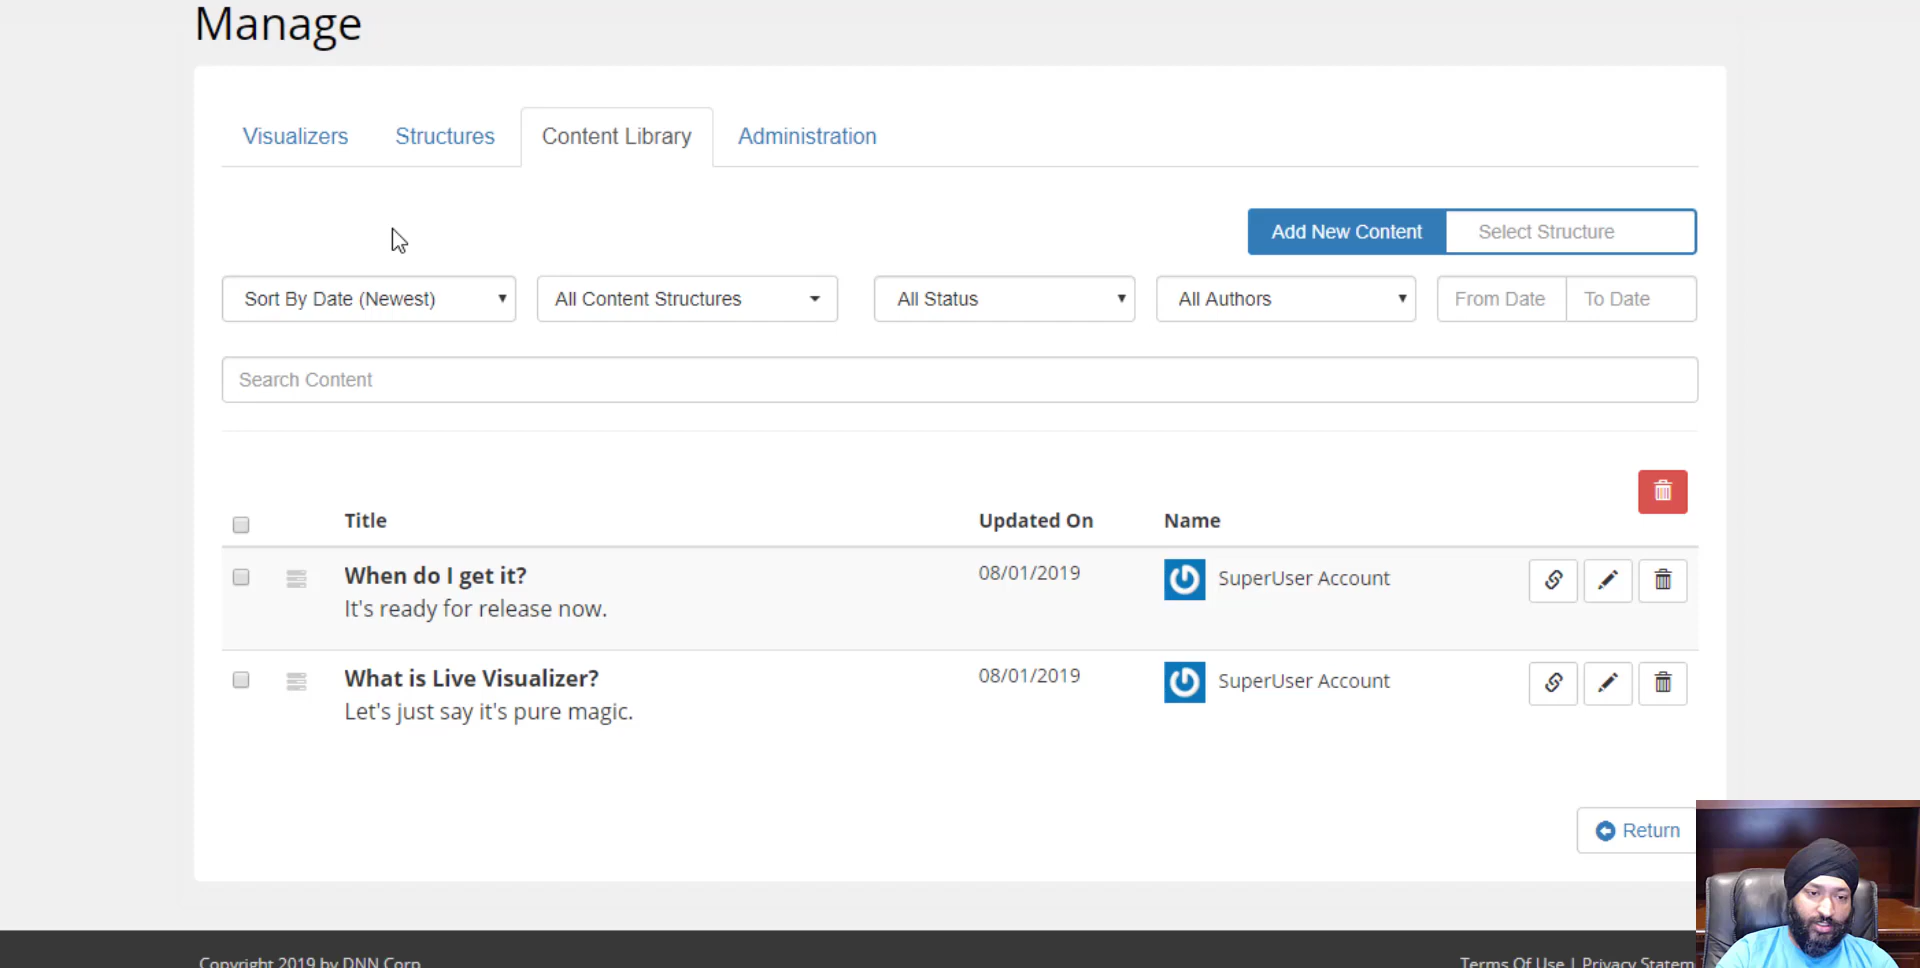 Manage
Visualizers Structures Content Library Administration
Add New Content Select Structure
Sort By Date (Newest) All Content Structures All Status All Authors From Date To Date
Search Content
Title Updated On Name
When do I get it? 08/01/2019 SuperUser Account
It's ready for release now.
What is Live Visualizer? 08/01/2019 SuperUser Account
Let's just say it's pure magic.
Return
Copyright 2019 by DNN Corp Terms Of Use | Privacy Statem